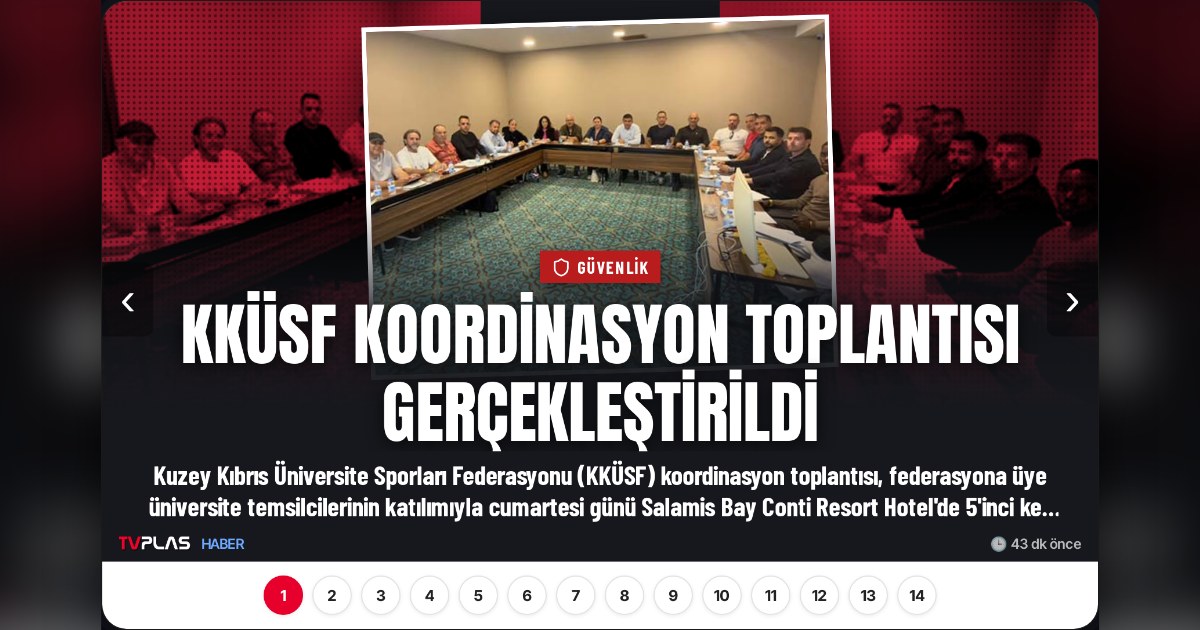 GÜVENLİK
‹
›
KKÜSF KOORDİNASYON TOPLANTISI
GERÇEKLEŞTİRİLDİ
Kuzey Kıbrıs Üniversite Sporları Federasyonu (KKÜSF) koordinasyon toplantısı, federasyona üye
üniversite temsilcilerinin katılımıyla cumartesi günü Salamis Bay Conti Resort Hotel'de 5'inci ke...
TVPLAS HABER 43 dk önce
1 2 3 4 5 6 7 8 9 10 11 12 13 14